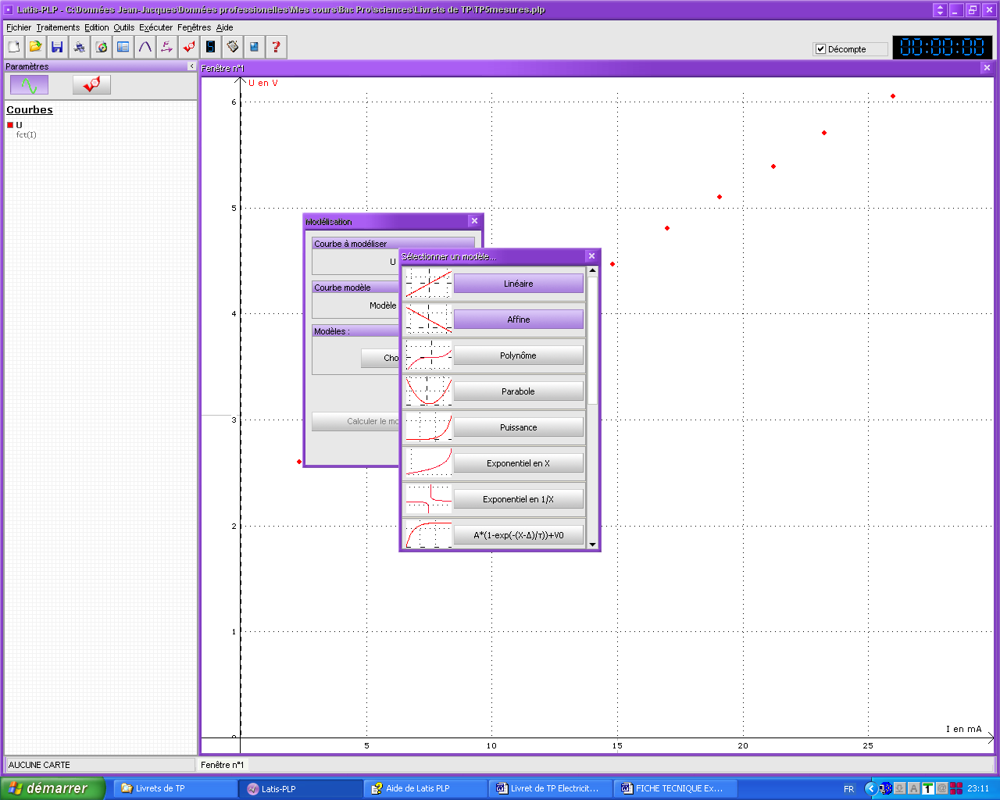 Latis-PLP - C:\Données Jean-Jacques\Données professionelles\Mes cours\Bac Pro\sciences\Livrets de TP\TP5mesures.plp
Fichier Traitements Edition Outils Exécuter Fenêtres Aide
Décompte
00:00:00
Paramètres
Fenêtre n°1
Courbes
U
fct(I)
U en V
6
5
4
3
2
1
0
5
10
15
20
25
I en mA
Modélisation
Courbe à modéliser
U
Courbe modèle
Modèle
Modèles :
Cho
Calculer le mo
Sélectionner un modèle...
Linéaire
Affine
Polynôme
Parabole
Puissance
Exponentiel en X
Exponentiel en 1/X
A*(1-exp(-(X-Δ)/τ))+V0
AUCUNE CARTE
Fenêtre n°1
démarrer
Livrets de TP
Latis-PLP
Aide de Latis PLP
Livret de TP Electricit...
FICHE TECHNIQUE Ex...
FR
23:11